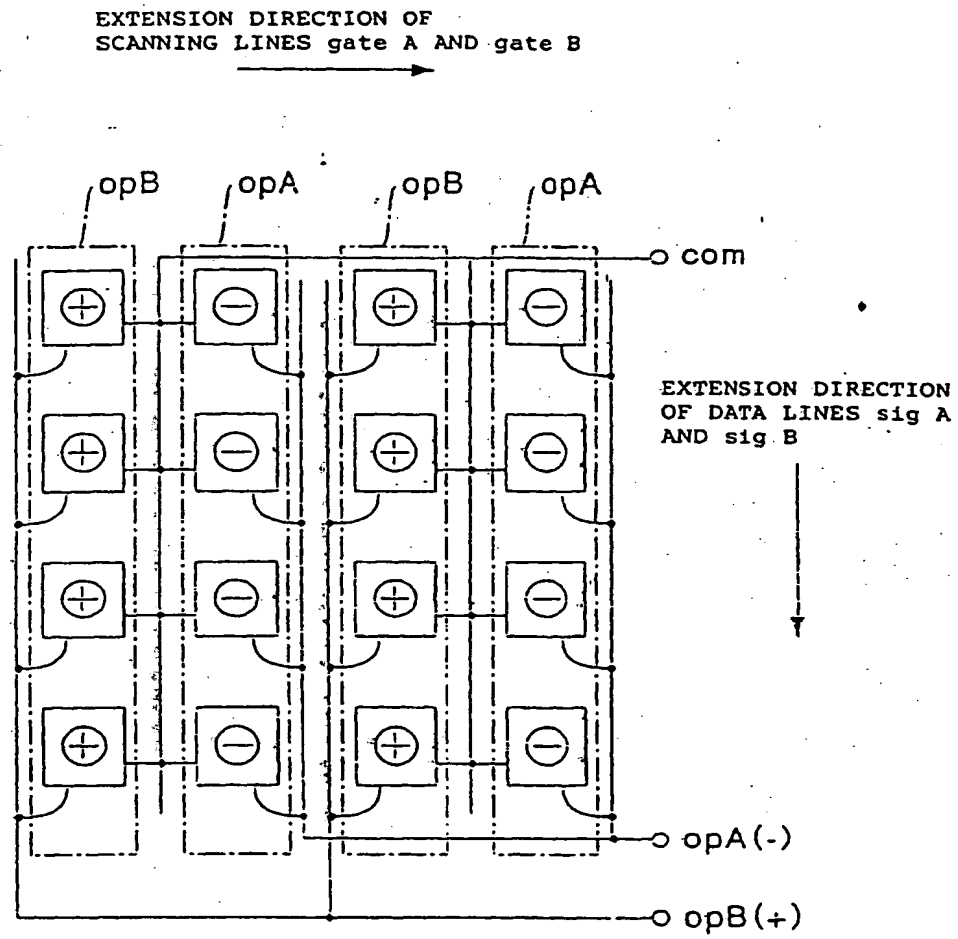 EXTENSION DIRECTION OF
SCANNING LINES gate A AND gate B
opB opA opB opA
com
EXTENSION DIRECTION
OF DATA LINES sig A
AND sig B
opA(-)
opB(+)